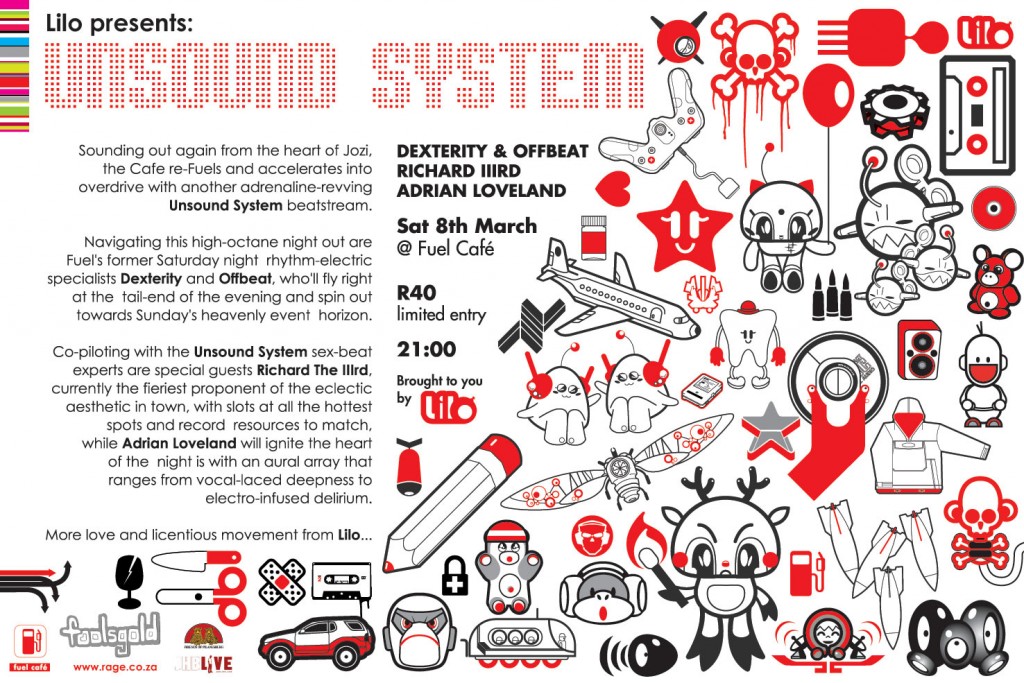 Lilo presents:
UNSOUND SYSTEM
Sounding out again from the heart of Jozi,
the Cafe re-Fuels and accelerates into
overdrive with another adrenaline-revving
Unsound System beatstream.
Navigating this high-octane night out are
Fuel's former Saturday night rhythm-electric
specialists Dexterity and Offbeat, who'll fly right
at the tail-end of the evening and spin out
towards Sunday's heavenly event horizon.
Co-piloting with the Unsound System sex-beat
experts are special guests Richard The IIIrd,
currently the fieriest proponent of the eclectic
aesthetic in town, with slots at all the hottest
spots and record resources to match,
while Adrian Loveland will ignite the heart
of the night is with an aural array that
ranges from vocal-laced deepness to
electro-infused delirium.
More love and licentious movement from Lilo...
DEXTERITY & OFFBEAT
RICHARD IIIRD
ADRIAN LOVELAND
Sat 8th March
@ Fuel Café
R40
limited entry
21:00
Brought to you
by Lilo
Lilo
foolsgold
fuel café
www.rage.co.za
JHBLIVE